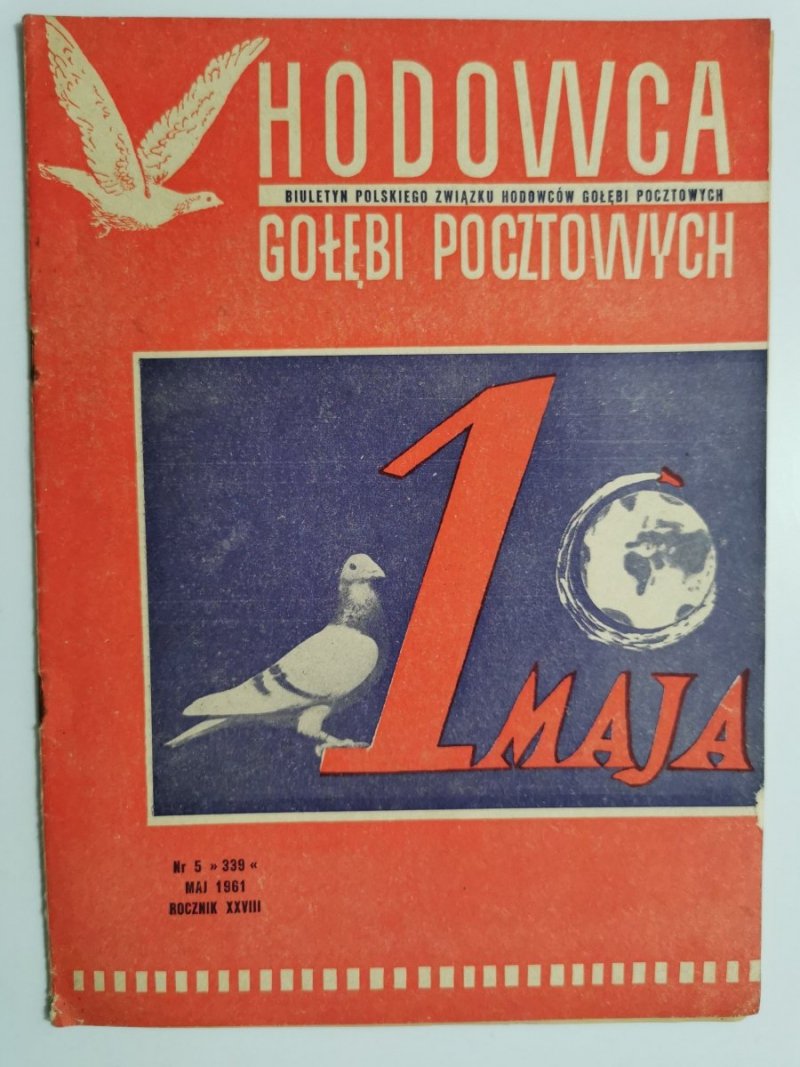 HODOWCA
BIULETYN POLSKIEGO ZWIĄZKU HODOWCÓW GOŁĘBI POCZTOWYCH
GOŁĘBI POCZTOWYCH
1 MAJA
Nr 5 » 339 «
MAJ 1961
ROCZNIK XXVIII